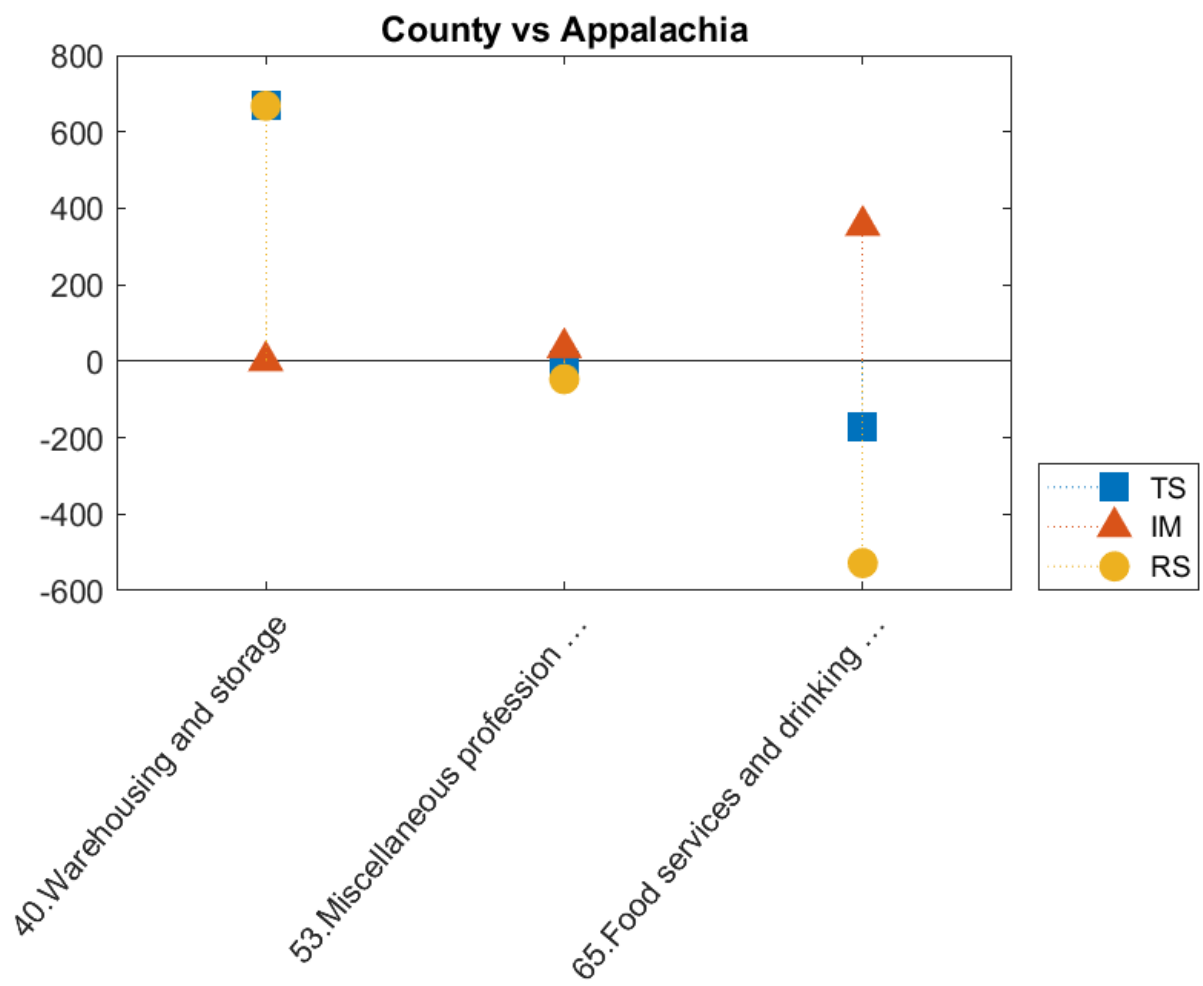 County vs Appalachia
800
600
400
200
0
-200
-400
-600
40.Warehousing and storage
53.Miscellaneous profession ...
65.Food services and drinking ...
TS
IM
RS